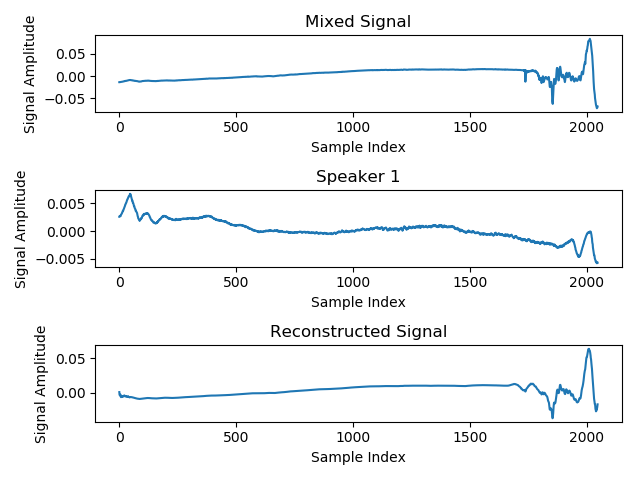 Mixed Signal
Signal Amplitude
0.05
0.00
−0.05
0 500 1000 1500 2000
Sample Index
Speaker 1
Signal Amplitude
0.005
0.000
−0.005
0 500 1000 1500 2000
Sample Index
Reconstructed Signal
Signal Amplitude
0.05
0.00
0 500 1000 1500 2000
Sample Index